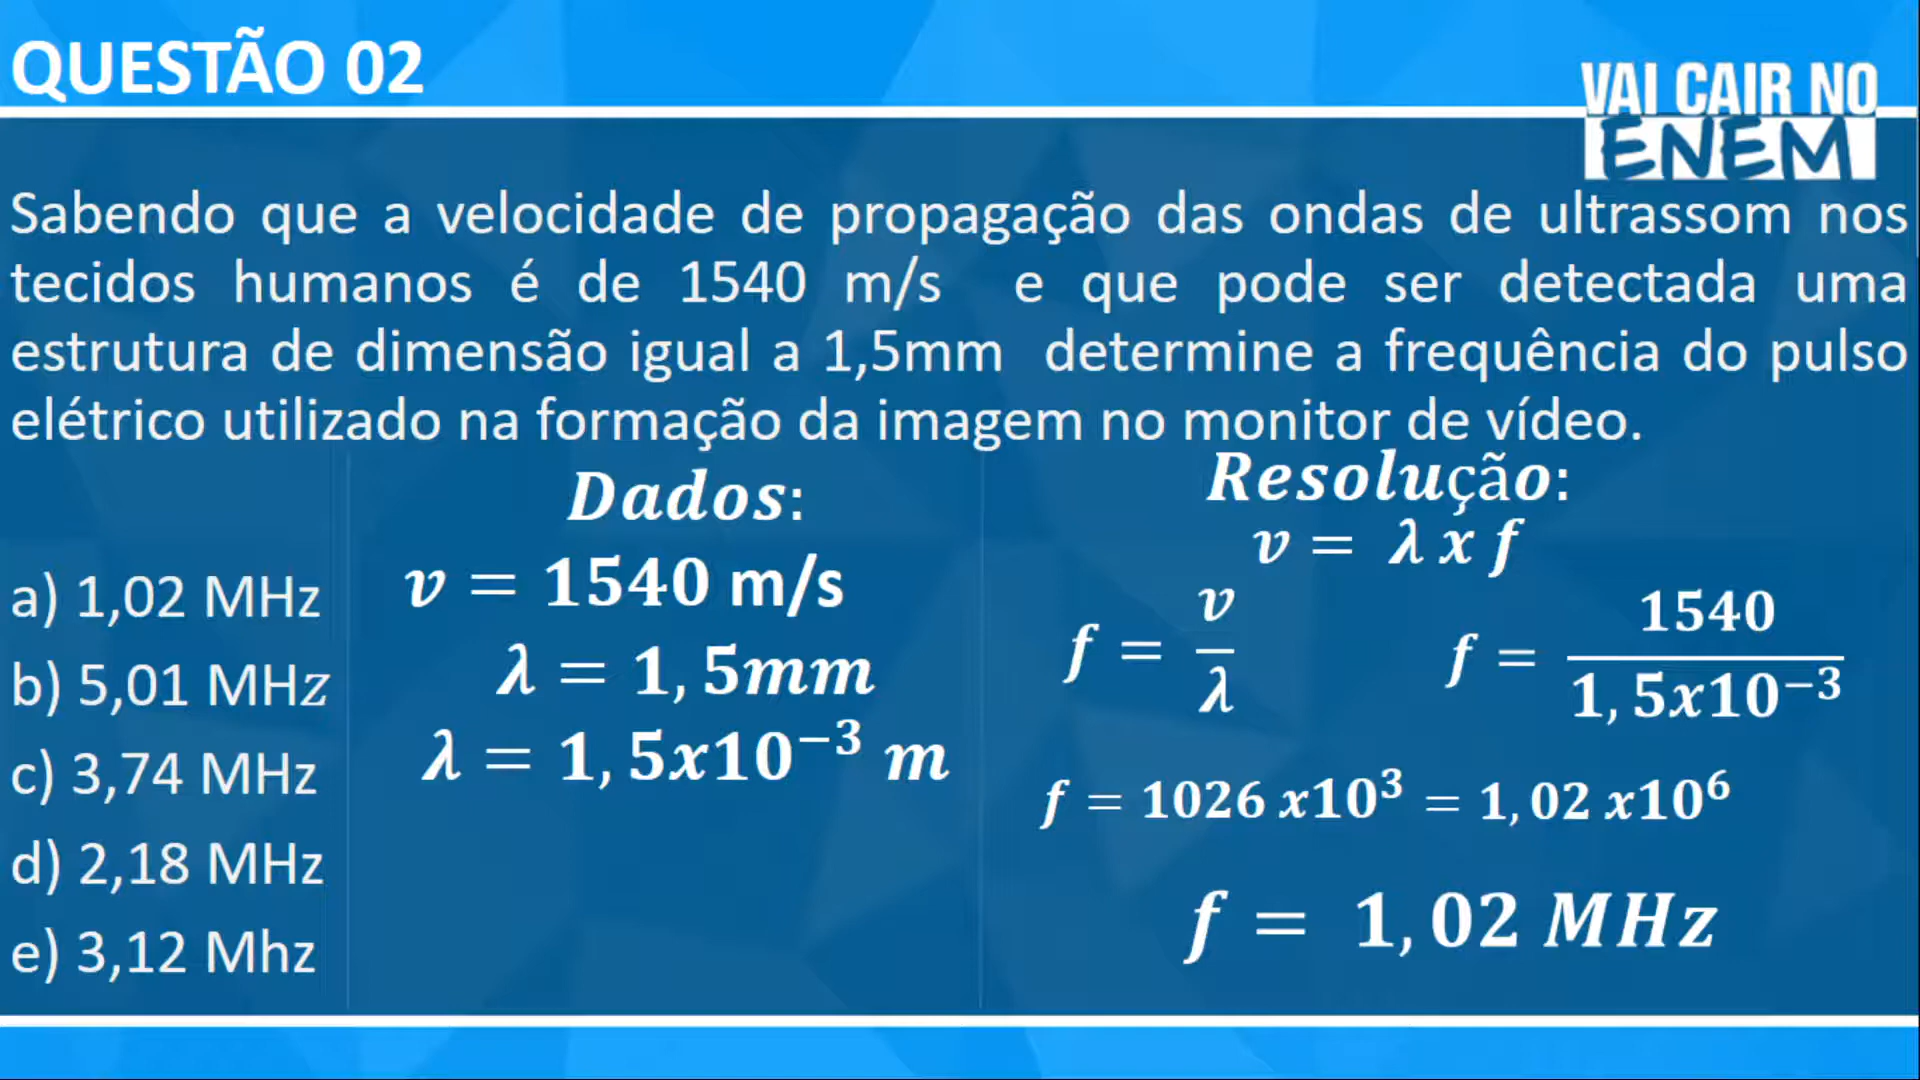 QUESTÃO 02
VAI CAIR NO
ENEM
Sabendo que a velocidade de propagação das ondas de ultrassom nos
tecidos humanos é de 1540 m/s e que pode ser detectada uma
estrutura de dimensão igual a 1,5mm determine a frequência do pulso
elétrico utilizado na formação da imagem no monitor de vídeo.
a) 1,02 MHz
b) 5,01 MHz
c) 3,74 MHz
d) 2,18 MHz
e) 3,12 Mhz
Dados:
v = 1540 m/s
λ = 1,5mm
λ = 1,5x10⁻³ m
Resolução:
v = λ x f
f = v/λ f = 1540/1,5x10⁻³
f = 1026 x10³ = 1,02 x10⁶
f = 1,02 MHz